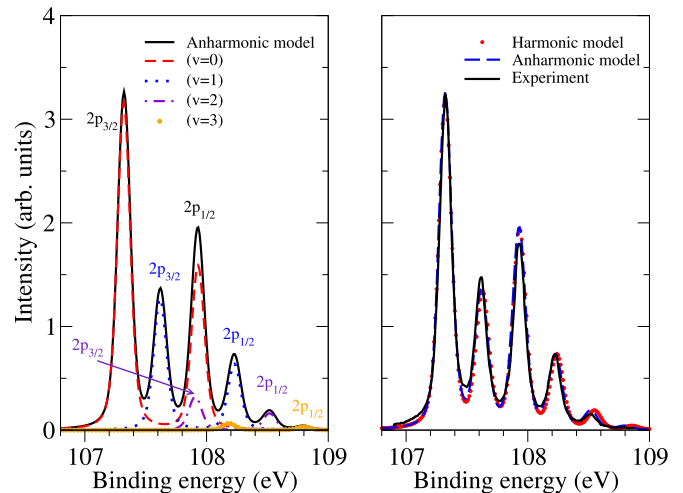 4
3
2
1
0
Intensity (arb. units)
107
108
109
Binding energy (eV)
Anharmonic model
(v=0)
(v=1)
(v=2)
(v=3)
2p3/2
2p1/2
2p3/2
2p1/2
2p3/2
2p1/2
2p1/2
Harmonic model
Anharmonic model
Experiment
107
108
109
Binding energy (eV)